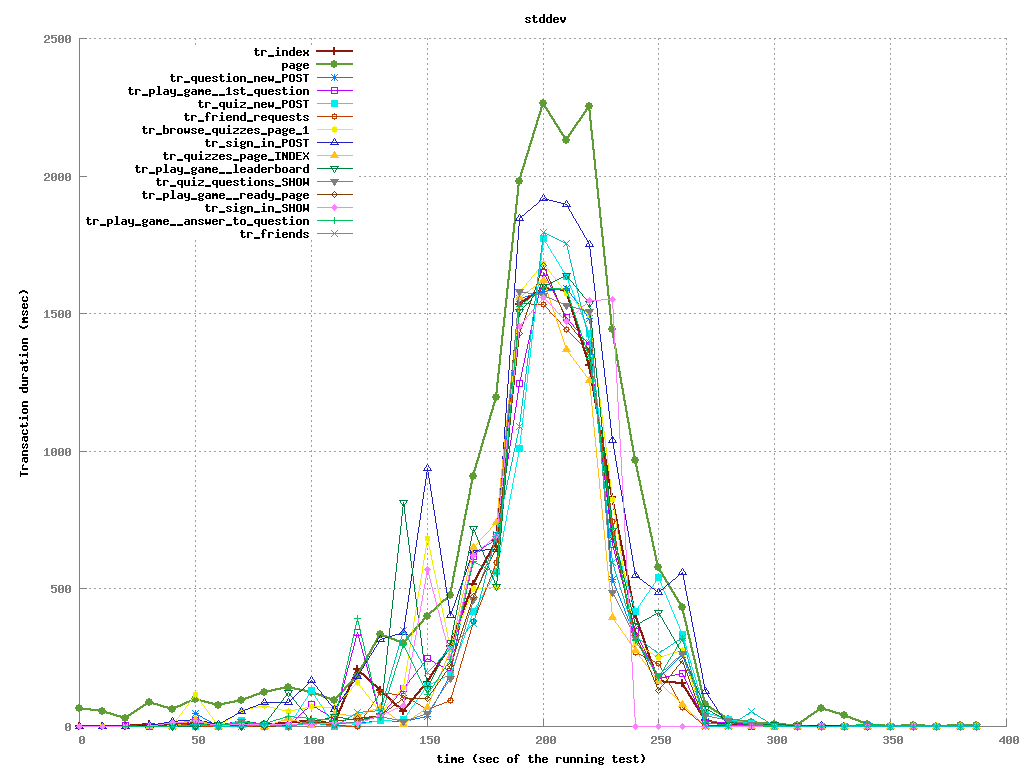 stddev
2500
2000
1500
1000
500
0
tr_index
page
tr_question_new_POST
tr_play_game__1st_question
tr_quiz_new_POST
tr_friend_requests
tr_browse_quizzes_page_1
tr_sign_in_POST
tr_quizzes_page_INDEX
tr_play_game__leaderboard
tr_quiz_questions_SHOW
tr_play_game__ready_page
tr_sign_in_SHOW
tr_play_game__answer_to_question
tr_friends
Transaction duration (msec)
0 50 100 150 200 250 300 350 400
time (sec of the running test)